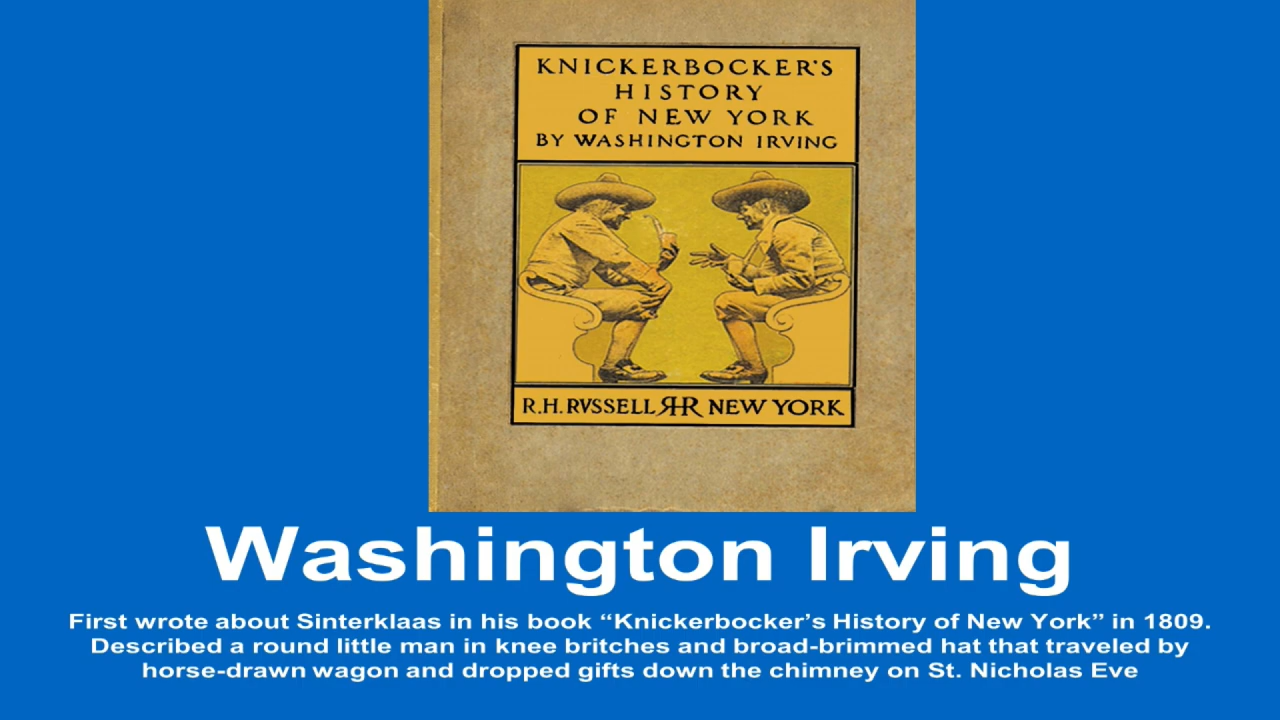 KNICKERBOCKER'S
HISTORY
OF NEW YORK
BY WASHINGTON IRVING
R.H. RVSSELL RHR NEW YORK
Washington Irving
First wrote about Sinterklaas in his book “Knickerbocker’s History of New York” in 1809.
Described a round little man in knee britches and broad-brimmed hat that traveled by
horse-drawn wagon and dropped gifts down the chimney on St. Nicholas Eve